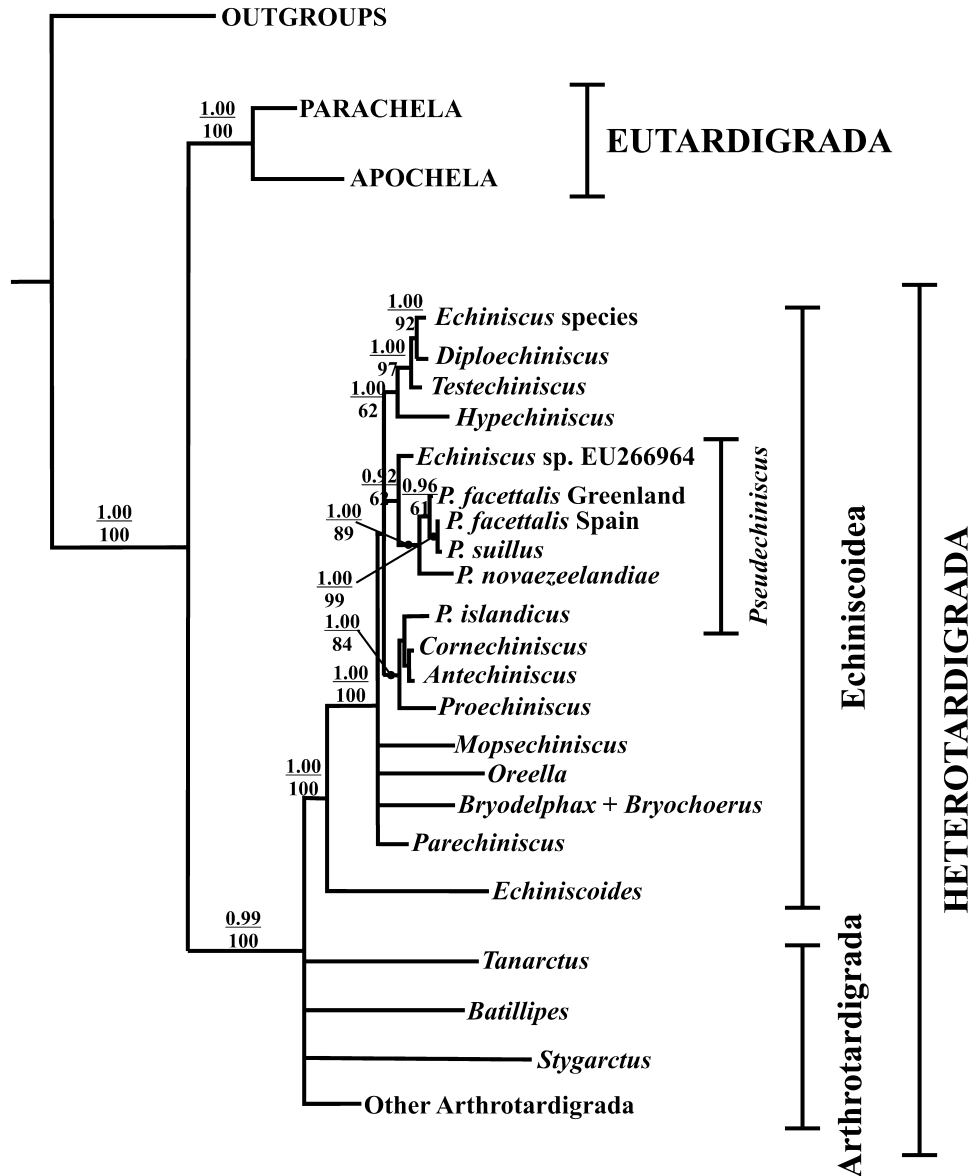 OUTGROUPS
1.00
100
PARACHELA
APOCHELA
EUTARDIGRADA
1.00
92
Echiniscus species
Diploechiniscus
1.00
97
Testechiniscus
1.00
62
Hypechiniscus
Echiniscus sp. EU266964
0.92
62
0.96
61
P. facettalis Greenland
P. facettalis Spain
1.00
89
P. suillus
P. novaezeelandiae
1.00
99
Pseudechiniscus
P. islandicus
1.00
84
Cornechiniscus
Antechiniscus
Proechiniscus
1.00
100
Mopsechiniscus
Oreella
Bryodelphax + Bryochoerus
Parechiniscus
1.00
100
Echiniscoides
Echiniscoidea
HETEROTARDIGRADA
1.00
100
0.99
100
Tanarctus
Batillipes
Stygarctus
Other Arthrotardigrada
Arthrotardigrada